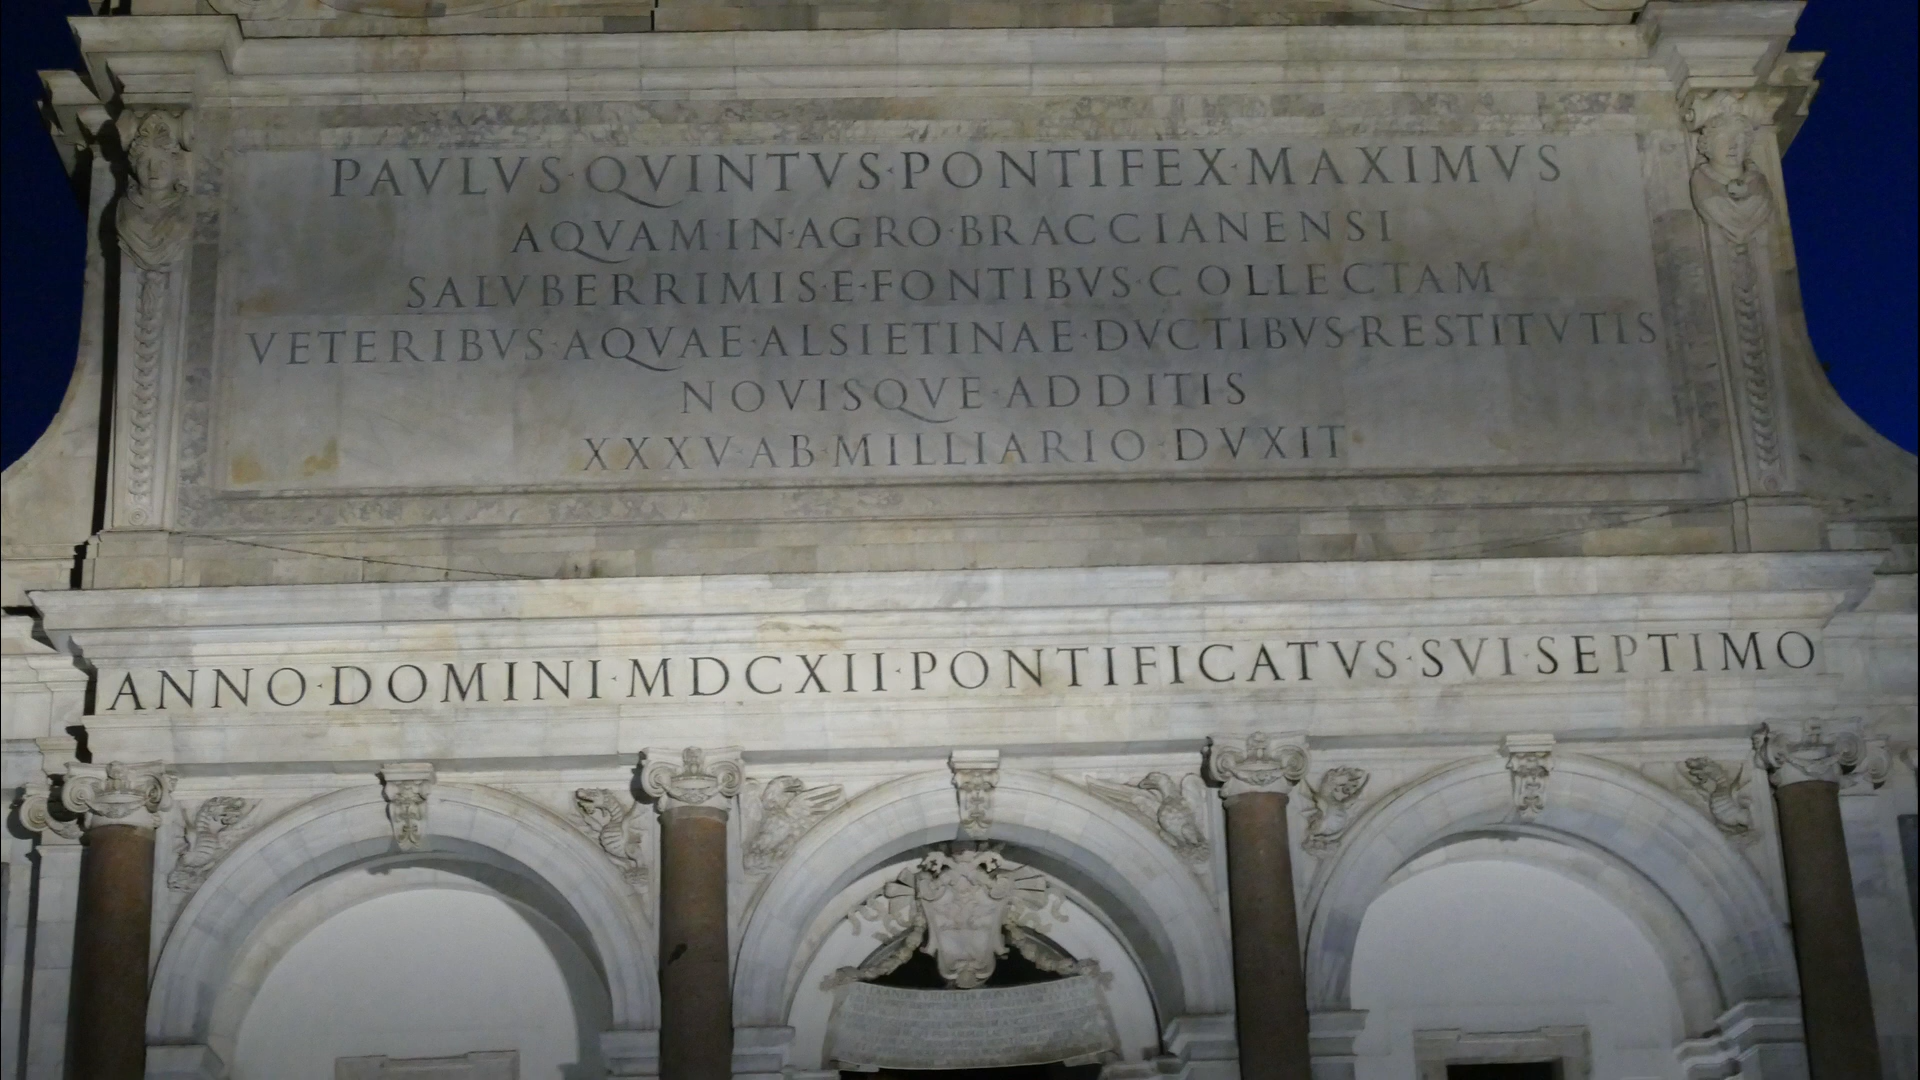 PAVLVS·QVINTVS·PONTIFEX·MAXIMVS
AQVAM·IN·AGRO·BRACCIANENSI
SALVBERRIMIS·E·FONTIBVS·COLLECTAM
VETERIBVS·AQVAE·ALSIETINAE·DVCTIBVS·RESTITVTIS
NOVISQVE·ADDITIS
XXXV·AB·MILLIARIO·DVXIT
ANNO·DOMINI·MDCXII·PONTIFICATVS·SVI·SEPTIMO